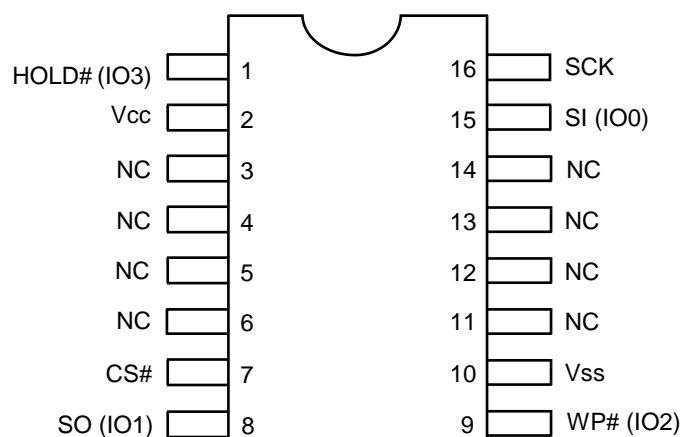 HOLD# (IO3) 1 16 SCK
Vcc 2 15 SI (IO0)
NC 3 14 NC
NC 4 13 NC
NC 5 12 NC
NC 6 11 NC
CS# 7 10 Vss
SO (IO1) 8 9 WP# (IO2)